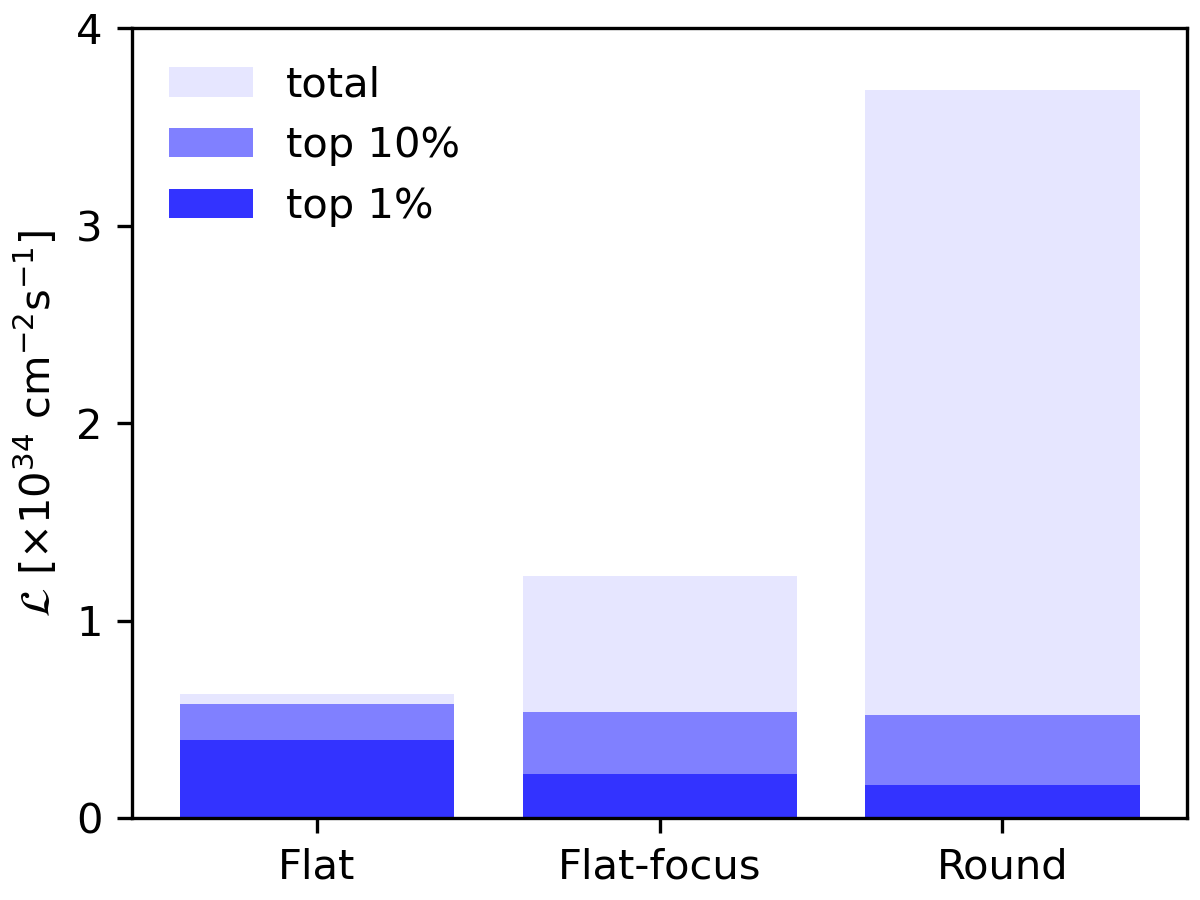 4
3
2
1
0
ℒ [×10³⁴ cm⁻²s⁻¹]
total
top 10%
top 1%
Flat
Flat-focus
Round